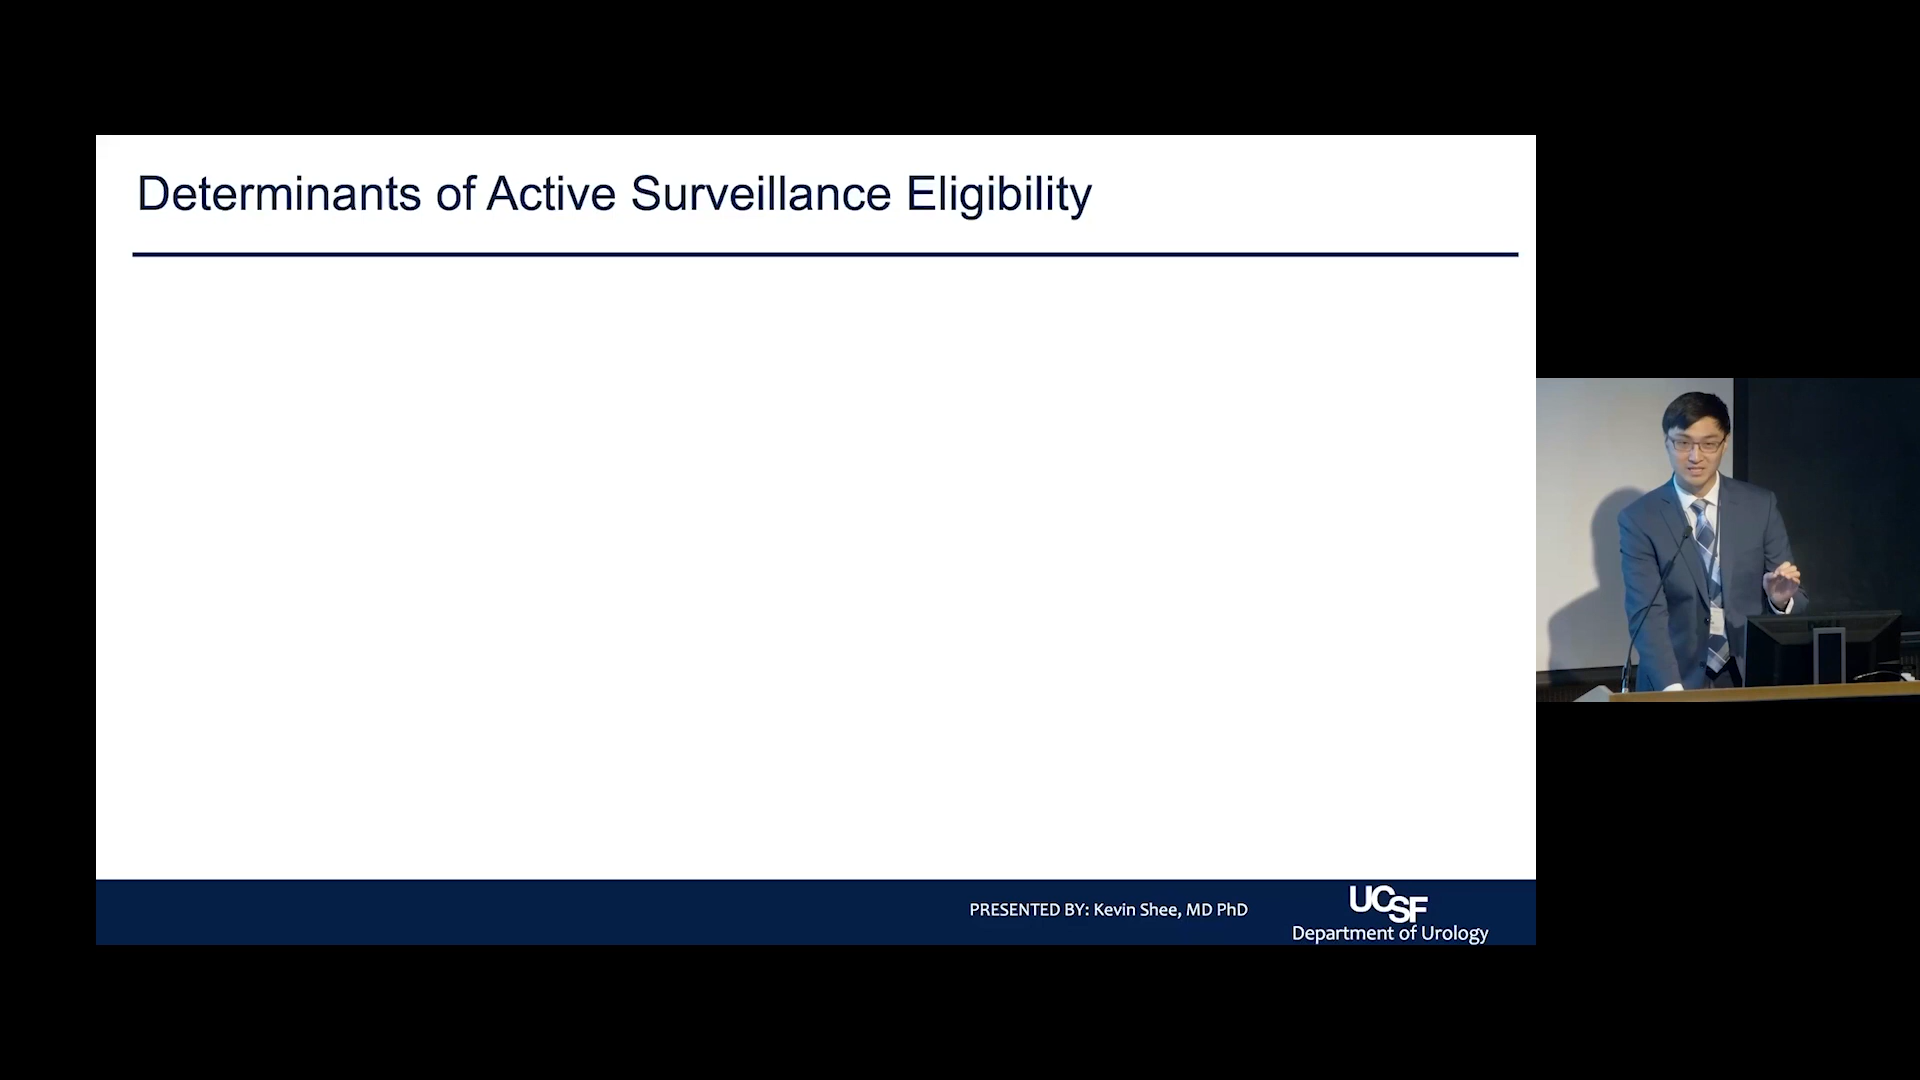 Determinants of Active Surveillance Eligibility
PRESENTED BY: Kevin Shee, MD PhD
UCSF
Department of Urology